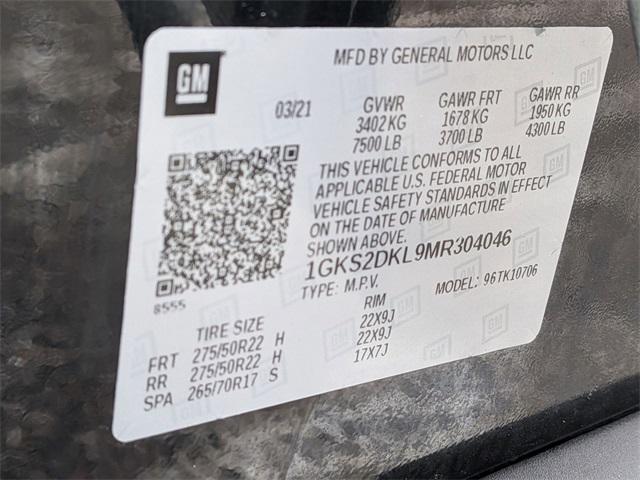 GM
MFD BY GENERAL MOTORS LLC
03/21 GVWR GAWR FRT GAWR RR
3402 KG 1678 KG 1950 KG
7500 LB 3700 LB 4300 LB
THIS VEHICLE CONFORMS TO ALL
APPLICABLE U.S. FEDERAL MOTOR
VEHICLE SAFETY STANDARDS IN EFFECT
ON THE DATE OF MANUFACTURE
SHOWN ABOVE.
1GKS2DKL9MR304046
8555
TYPE: M.P.V. MODEL: 96TK10706
TIRE SIZE RIM
FRT 275/50R22 H 22X9J
RR 275/50R22 H 22X9J
SPA 265/70R17 S 17X7J